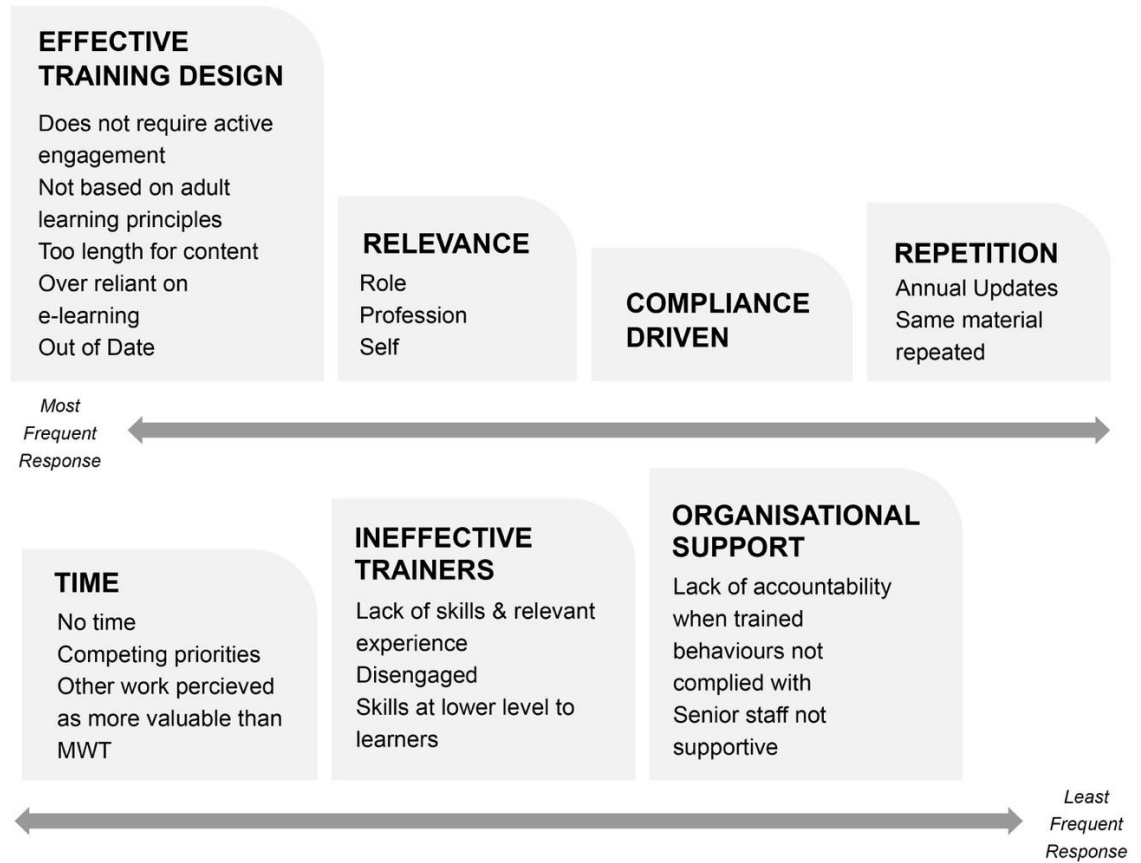 EFFECTIVE
TRAINING DESIGN
Does not require active
engagement
Not based on adult
learning principles
Too length for content
Over reliant on
e-learning
Out of Date
RELEVANCE
Role
Profession
Self
COMPLIANCE
DRIVEN
REPETITION
Annual Updates
Same material
repeated
Most
Frequent
Response
TIME
No time
Competing priorities
Other work percieved
as more valuable than
MWT
INEFFECTIVE
TRAINERS
Lack of skills & relevant
experience
Disengaged
Skills at lower level to
learners
ORGANISATIONAL
SUPPORT
Lack of accountability
when trained
behaviours not
complied with
Senior staff not
supportive
Least
Frequent
Response